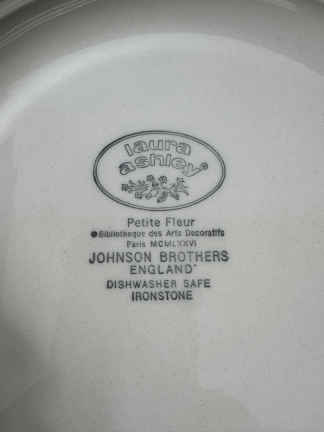 laura
ashley®
Petite Fleur
©Bibliotheque des Arts Decoratifs
Paris MCMLXXVI
JOHNSON BROTHERS
ENGLAND
DISHWASHER SAFE
IRONSTONE